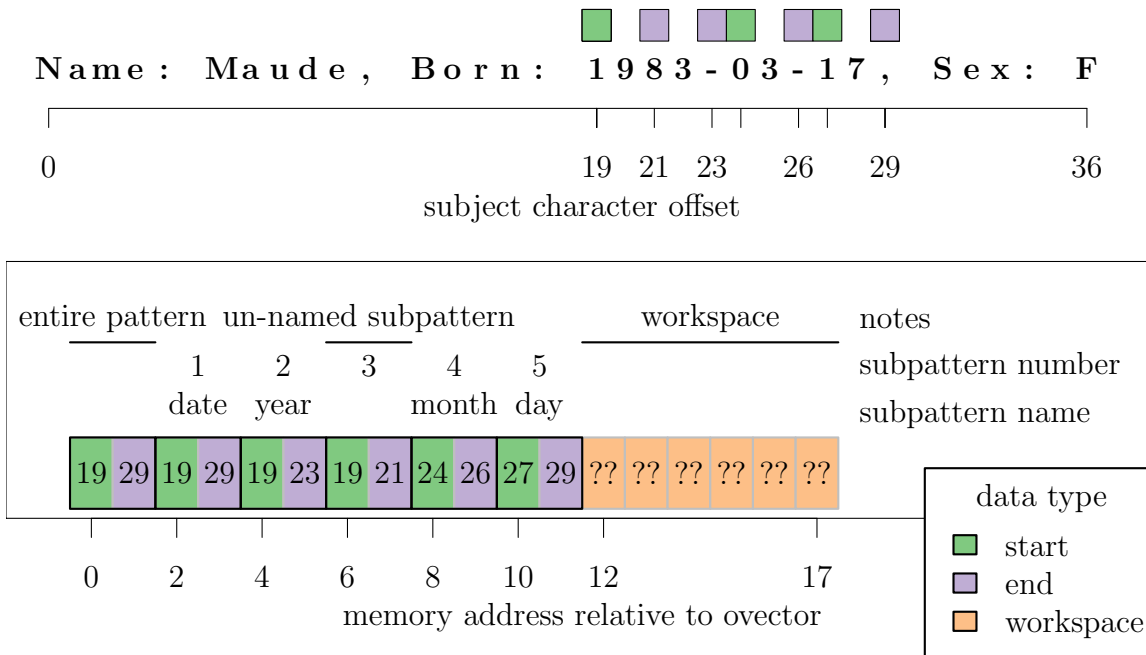 Name: Maude, Born: 1983-03-17, Sex: F
0 19 21 23 26 29 36
subject character offset
entire pattern un-named subpattern workspace notes
1 2 3 4 5 subpattern number
date year month day subpattern name
19 29 19 29 19 23 19 21 24 26 27 29 ?? ?? ?? ?? ?? ??
0 2 4 6 8 10 12 17
memory address relative to ovector
data type
start
end
workspace